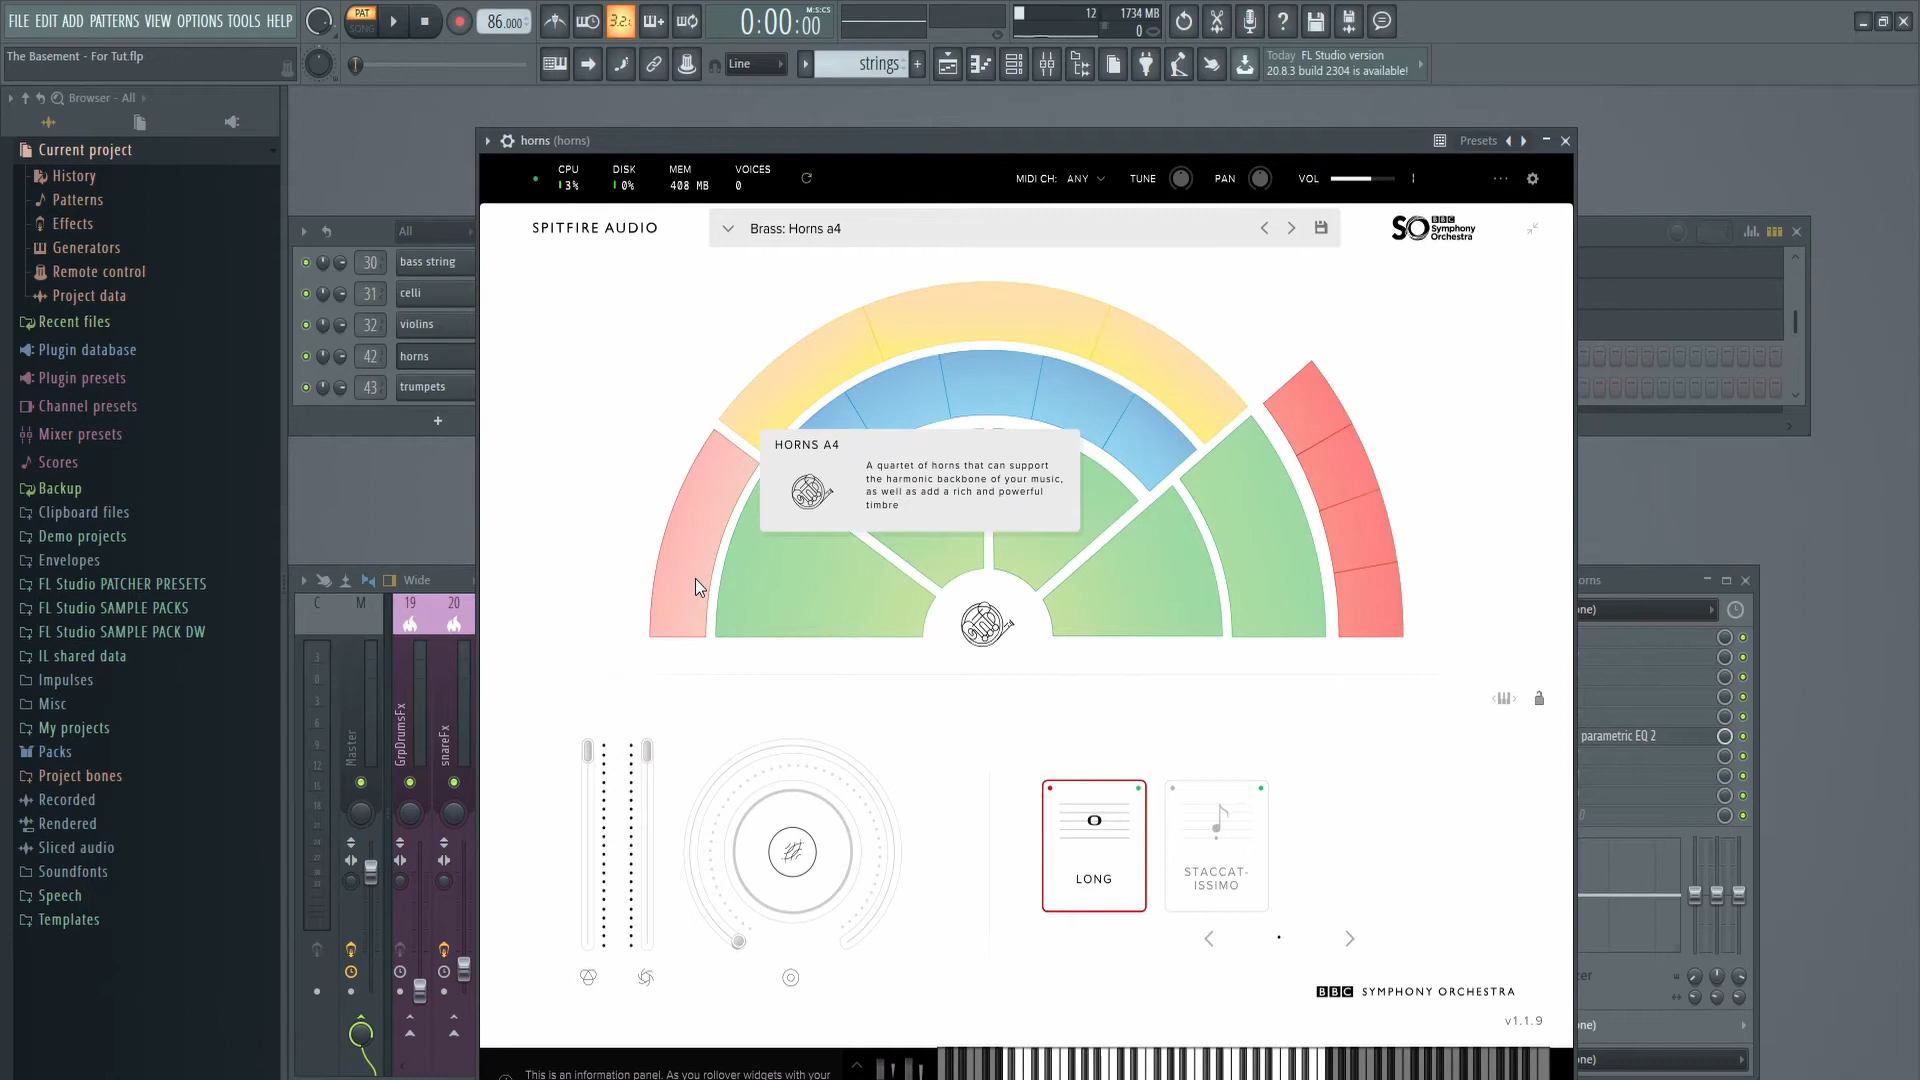 FILE EDIT ADD PATTERNS VIEW OPTIONS TOOLS HELP
PAT
SONG
86.000
3.2.
0:00:00
M:S:CS
12
1734 MB
0
The Basement - For Tut.flp
Line
strings
Today FL Studio version
20.8.3 build 2304 is available!
Browser - All
Current project
History
Patterns
Effects
Generators
Remote control
Project data
Recent files
Plugin database
Plugin presets
Channel presets
Mixer presets
Scores
Backup
Clipboard files
Demo projects
Envelopes
FL Studio PATCHER PRESETS
FL Studio SAMPLE PACKS
FL Studio SAMPLE PACK DW
IL shared data
Impulses
Misc
My projects
Packs
Project bones
Recorded
Rendered
Sliced audio
Soundfonts
Speech
Templates
All
30 bass string
31 celli
32 violins
42 horns
43 trumpets
Wide
C M 19 20
Master
GrpDrumsFx
snareFx
horns (horns)
Presets
CPU
3%
DISK
0%
MEM
408 MB
VOICES
0
MIDI CH: ANY
TUNE
PAN
VOL
SPITFIRE AUDIO
Brass: Horns a4
SO BBC Symphony Orchestra
HORNS A4
A quartet of horns that can support
the harmonic backbone of your music,
as well as add a rich and powerful
timbre
LONG
STACCAT-
ISSIMO
BBC SYMPHONY ORCHESTRA
v1.1.9
This is an information panel. As you rollover widgets with your
orns
ne)
parametric EQ 2
zer
one)
one)